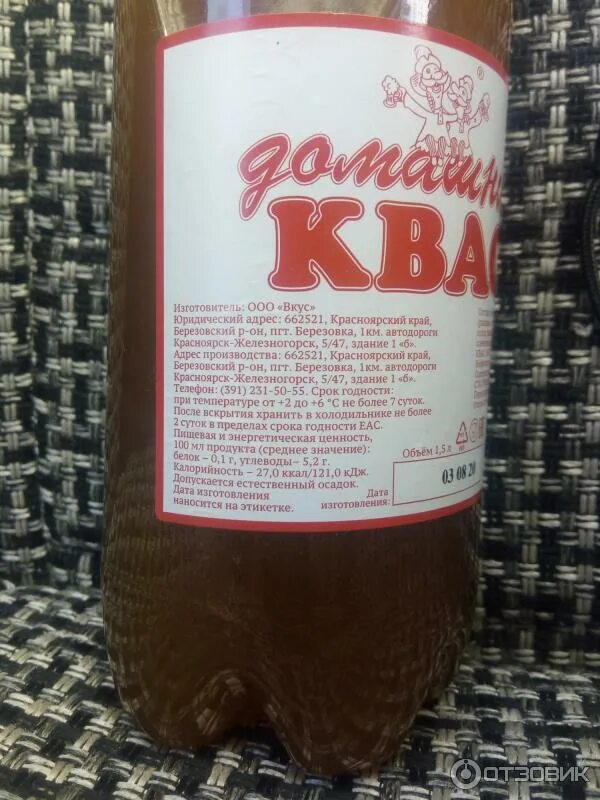 ®
домашн
КВАС
Изготовитель: ООО «Вкус»
Юридический адрес: 662521, Красноярский край,
Березовский р-он, пгт. Березовка, 1км. автодороги
Красноярск-Железногорск, 5/47, здание 1 «б».
Адрес производства: 662521, Красноярский край,
Березовский р-он, пгт. Березовка, 1км. автодороги
Красноярск-Железногорск, 5/47, здание 1 «б».
Телефон: (391) 231-50-55. Срок годности:
при температуре от +2 до +6 °С не более 7 суток.
После вскрытия хранить в холодильнике не более
2 суток в пределах срока годности ЕАС.
Пищевая и энергетическая ценность,
100 мл продукта (среднее значение):
белок – 0,1 г, углеводы– 5,2 г.
Калорийность – 27,0 ккал/121,0 кДж.
Допускается естественный осадок.
Дата изготовления
наносится на этикетке.
Объём 1,5 л
Дата
изготовления:
03 08 20
ОТЗОВИК